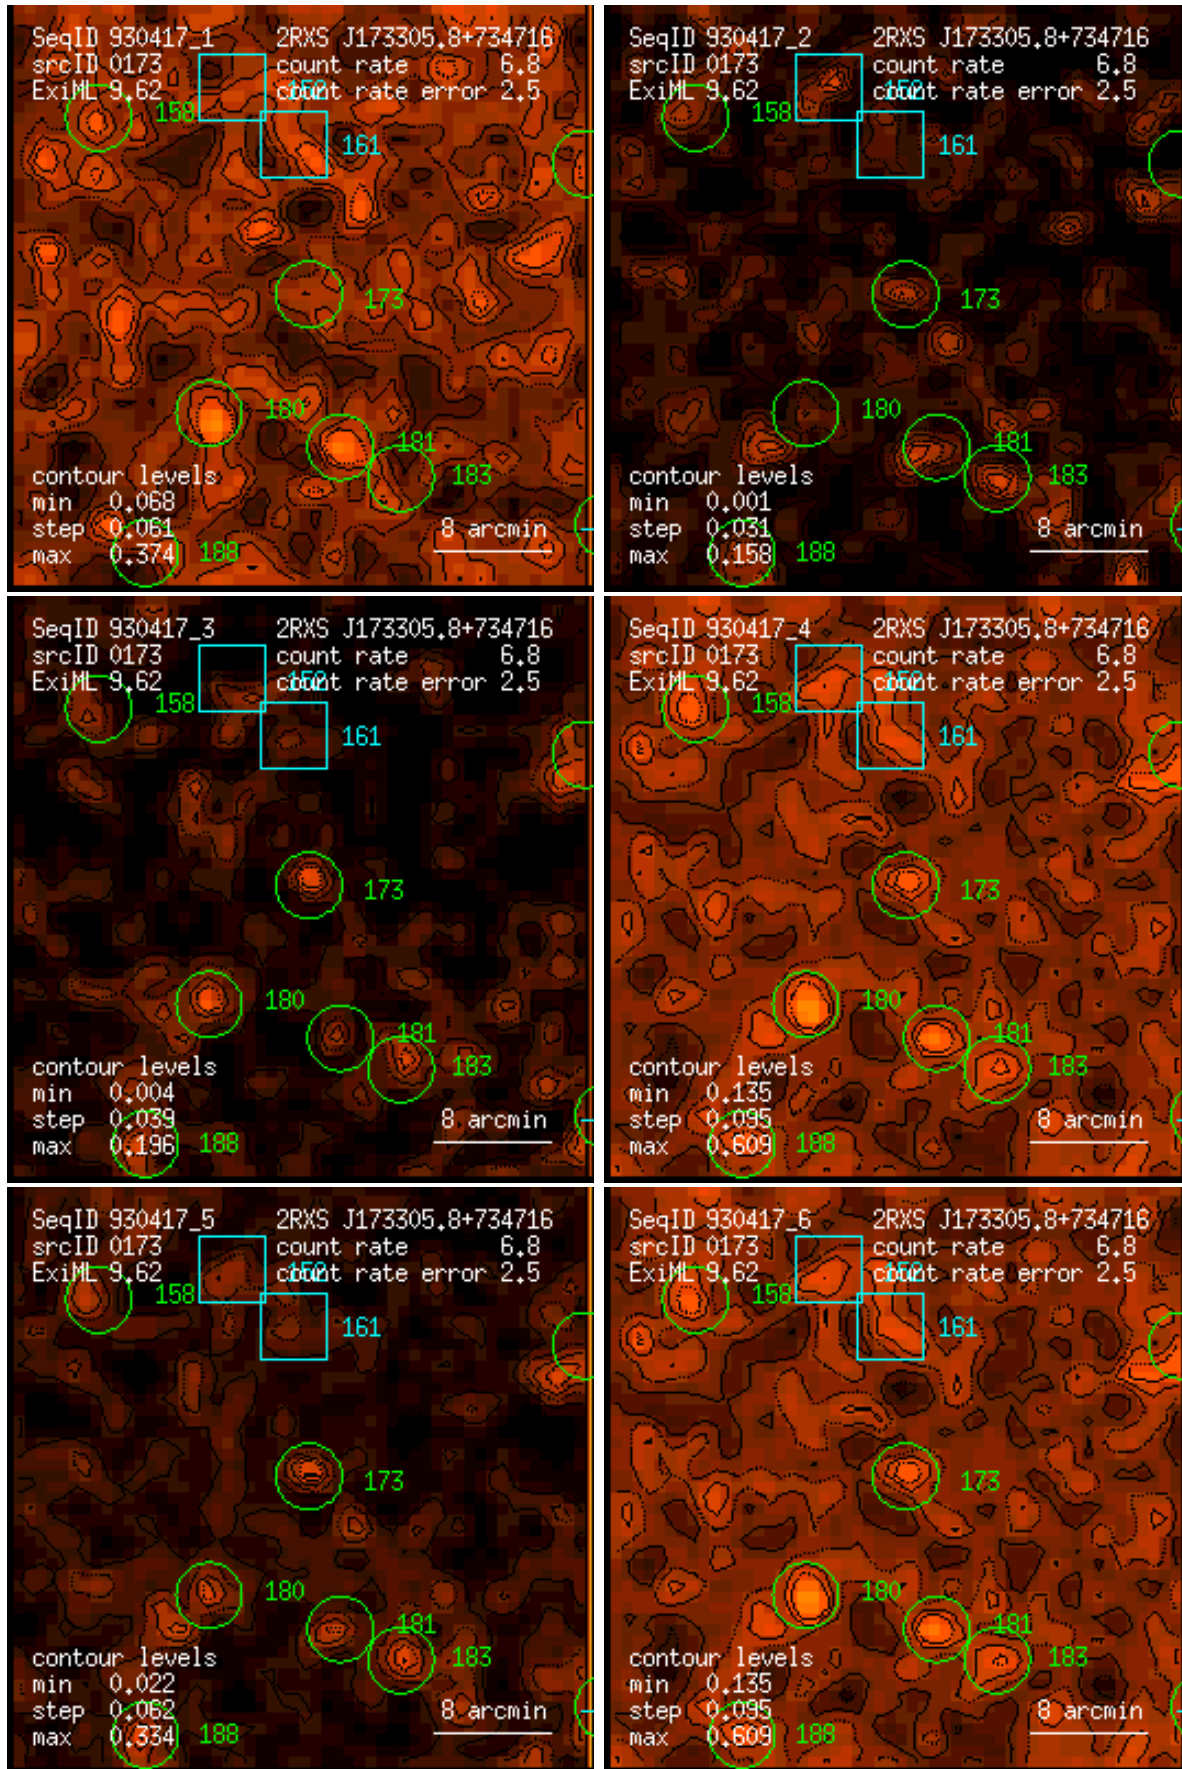 SeqID 930417_1 2RXS J173305.8+734716
srcID 0173 count rate 6.8
ExiML 9.62 count rate error 2.5
158
161
173
180
181
183
contour levels
min 0.068
step 0.061 8 arcmin
max 0.374 188
SeqID 930417_2 2RXS J173305.8+734716
srcID 0173 count rate 6.8
ExiML 9.62 count rate error 2.5
158
161
173
180
181
183
contour levels
min 0.001
step 0.031 8 arcmin
max 0.158 188
SeqID 930417_3 2RXS J173305.8+734716
srcID 0173 count rate 6.8
ExiML 9.62 count rate error 2.5
158
161
173
180
181
183
contour levels
min 0.004
step 0.039 8 arcmin
max 0.196 188
SeqID 930417_4 2RXS J173305.8+734716
srcID 0173 count rate 6.8
ExiML 9.62 count rate error 2.5
158
161
173
180
181
183
contour levels
min 0.135
step 0.095 8 arcmin
max 0.609 188
SeqID 930417_5 2RXS J173305.8+734716
srcID 0173 count rate 6.8
ExiML 9.62 count rate error 2.5
158
161
173
180
181
183
contour levels
min 0.022
step 0.062 8 arcmin
max 0.334 188
SeqID 930417_6 2RXS J173305.8+734716
srcID 0173 count rate 6.8
ExiML 9.62 count rate error 2.5
158
161
173
180
181
183
contour levels
min 0.135
step 0.095 8 arcmin
max 0.609 188